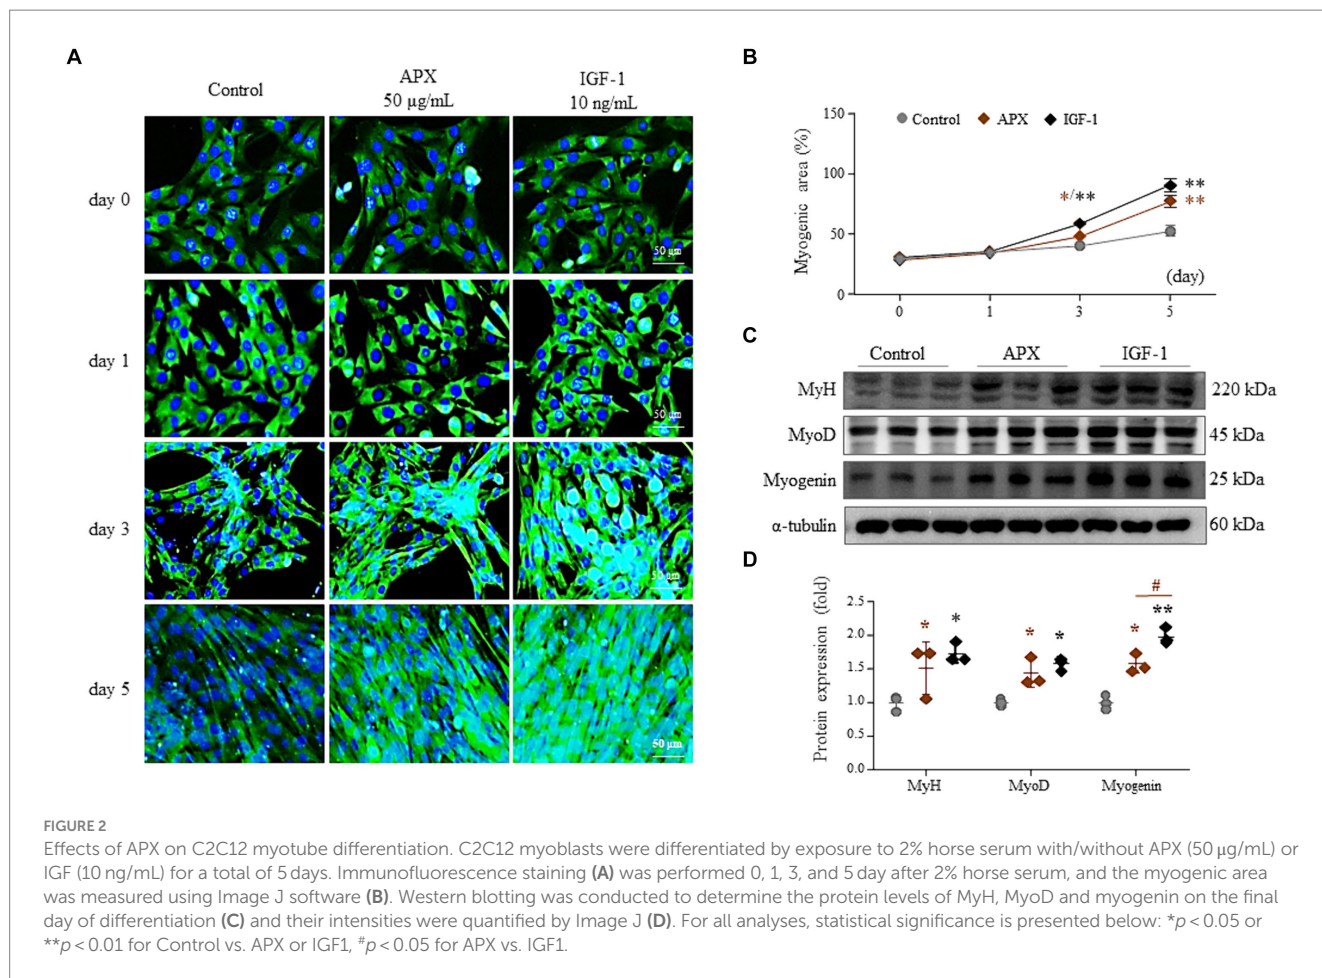 A
Control
APX
50 µg/mL
IGF-1
10 ng/mL
day 0
50 µm
day 1
50 µm
day 3
50 µm
day 5
50 µm
B
Myogenic area (%)
150
100
50
0
Control APX IGF-1
*/**
**
**
(day)
0 1 3 5
C
Control APX IGF-1
MyH 220 kDa
MyoD 45 kDa
Myogenin 25 kDa
α-tubulin 60 kDa
D
Protein expression (fold)
2.5
2.0
1.5
1.0
0.5
0.0
* *
* *
* **
#
MyH MyoD Myogenin
FIGURE 2
Effects of APX on C2C12 myotube differentiation. C2C12 myoblasts were differentiated by exposure to 2% horse serum with/without APX (50 µg/mL) or
IGF (10 ng/mL) for a total of 5 days. Immunofluorescence staining (A) was performed 0, 1, 3, and 5 day after 2% horse serum, and the myogenic area
was measured using Image J software (B). Western blotting was conducted to determine the protein levels of MyH, MyoD and myogenin on the final
day of differentiation (C) and their intensities were quantified by Image J (D). For all analyses, statistical significance is presented below: *p < 0.05 or
**p < 0.01 for Control vs. APX or IGF1, #p < 0.05 for APX vs. IGF1.